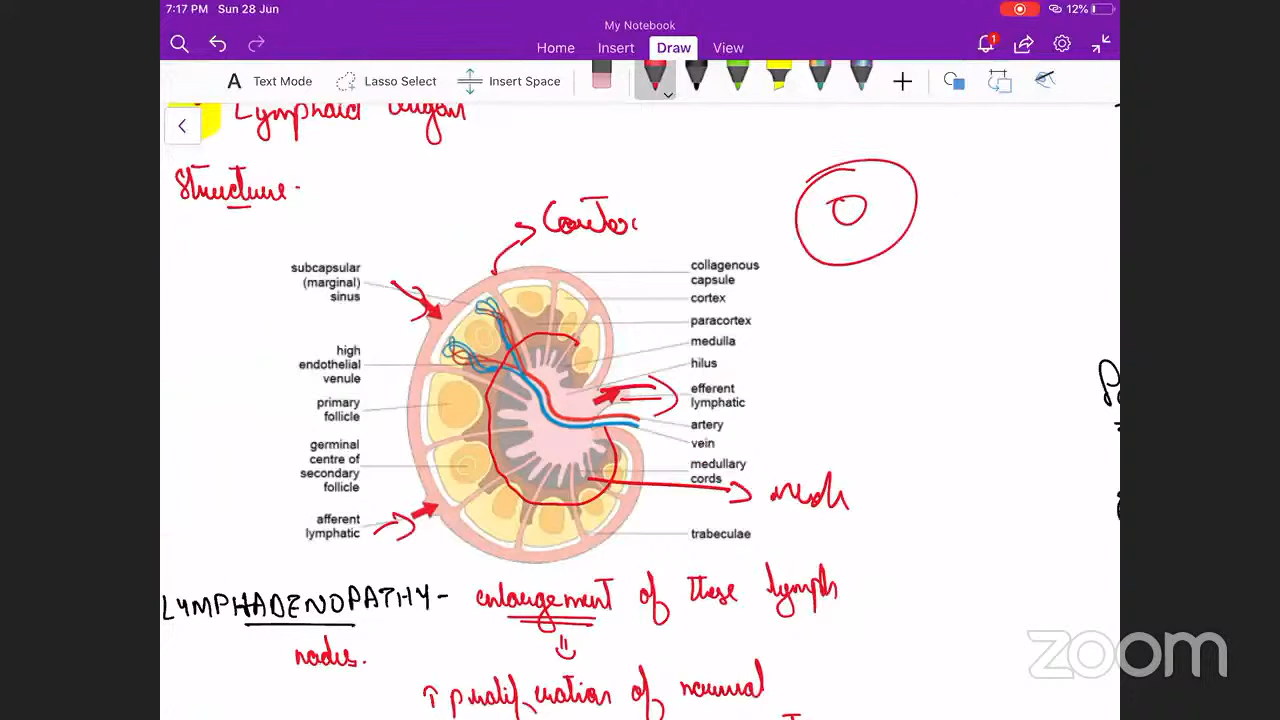 7:17 PM Sun 28 Jun
12%
My Notebook
Home Insert Draw View
1
A Text Mode Lasso Select Insert Space
Lymphoid organ
Structure.
subcapsular
(marginal)
sinus
high
endothelial
venule
primary
follicle
germinal
centre of
secondary
follicle
afferent
lymphatic
collagenous
capsule
cortex
paracortex
medulla
hilus
efferent
lymphatic
artery
vein
medullary
cords
trabeculae
LYMPHADENOPATHY - enlargement of these lymph
nodes.
↑ proliferation of normal
zoom